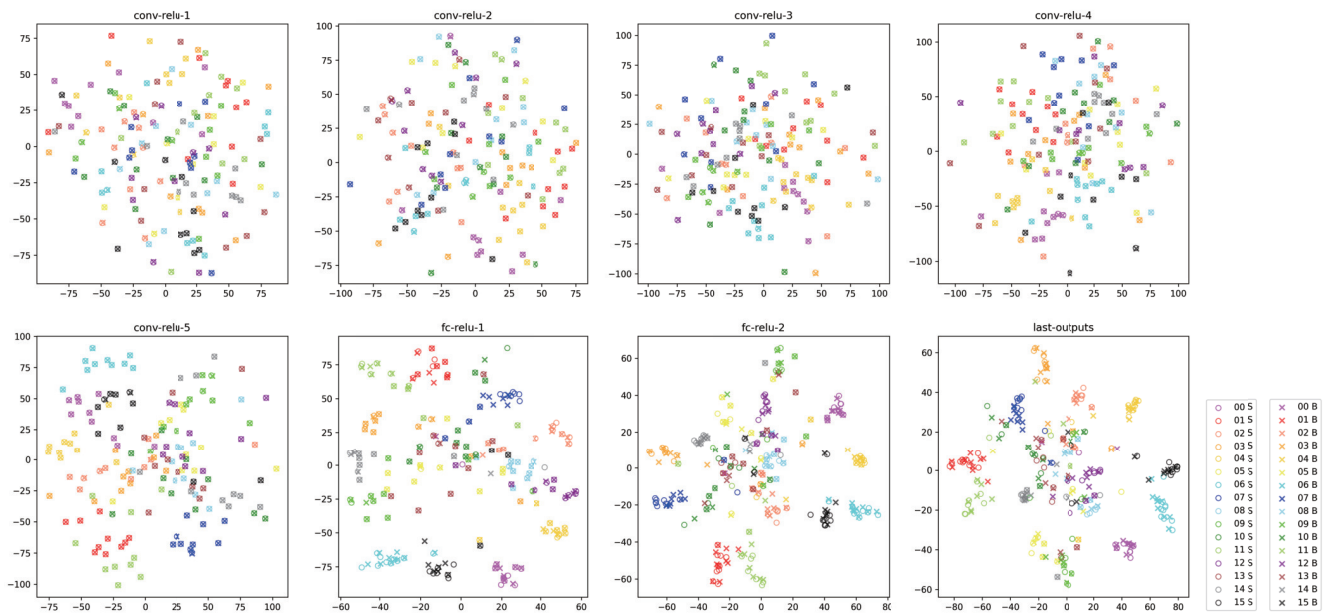 conv-relu-1
conv-relu-2
conv-relu-3
conv-relu-4
75
50
25
0
−25
−50
−75
−75 −50 −25 0 25 50 75
100
75
50
25
0
−25
−50
−75
−100 −75 −50 −25 0 25 50 75
100
75
50
25
0
−25
−50
−75
−100
−100 −75 −50 −25 0 25 50 75 100
100
50
0
−50
−100
−100 −75 −50 −25 0 25 50 75 100
conv-relu-5
fc-relu-1
fc-relu-2
last-outputs
100
75
50
25
0
−25
−50
−75
−100
−75 −50 −25 0 25 50 75 100
100
75
50
25
0
−25
−50
−75
−60 −40 −20 0 20 40 60
60
40
20
0
−20
−40
−60
−80 −60 −40 −20 0 20 40 60 80
60
40
20
0
−20
−40
−60
−80 −60 −40 −20 0 20 40 60 80
00 S
01 S
02 S
03 S
04 S
05 S
06 S
07 S
08 S
09 S
10 S
11 S
12 S
13 S
14 S
15 S
00 B
01 B
02 B
03 B
04 B
05 B
06 B
07 B
08 B
09 B
10 B
11 B
12 B
13 B
14 B
15 B